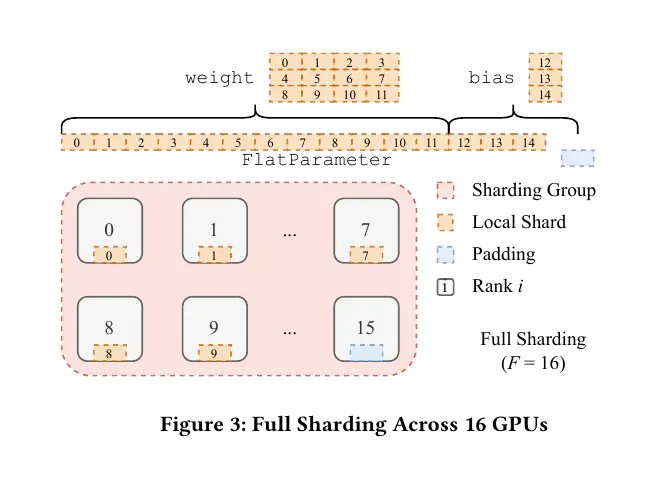 0 1 2 3
weight 4 5 6 7 bias
8 9 10 11
12
13
14
0 1 2 3 4 5 6 7 8 9 10 11 12 13 14
FlatParameter
0 1 ... 7
0 1 7
8 9 ... 15
8 9
Sharding Group
Local Shard
Padding
i Rank i
Full Sharding
(F = 16)
Figure 3: Full Sharding Across 16 GPUs